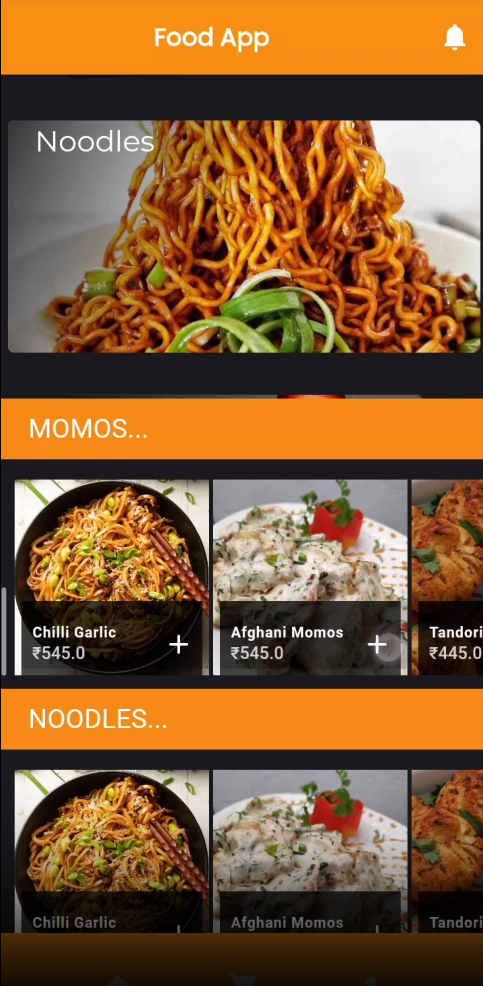 Food App
Noodles
MOMOS...
Chilli Garlic
₹545.0
Afghani Momos
₹545.0
Tandori
₹445.0
NOODLES...
Chilli Garlic
Afghani Momos
Tandori